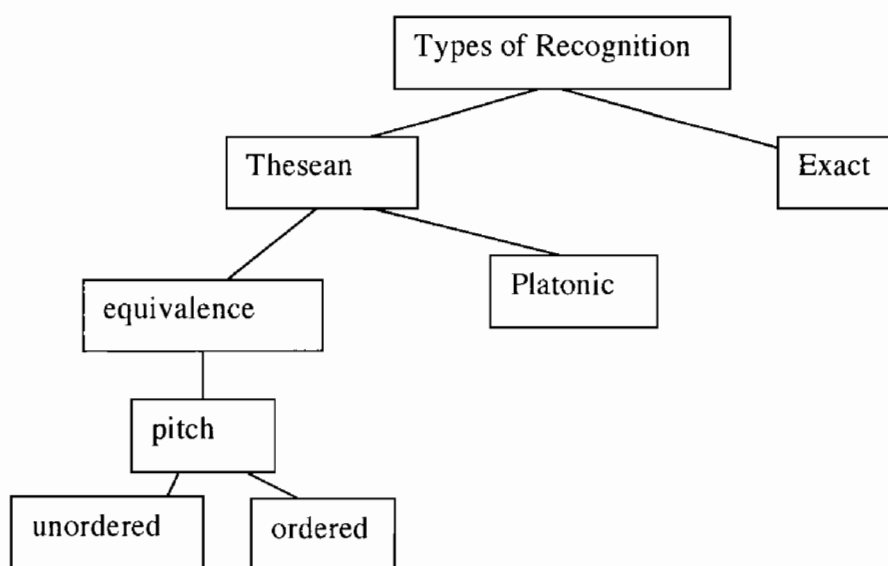 Types of Recognition
Thesean
Exact
Platonic
equivalence
pitch
unordered
ordered